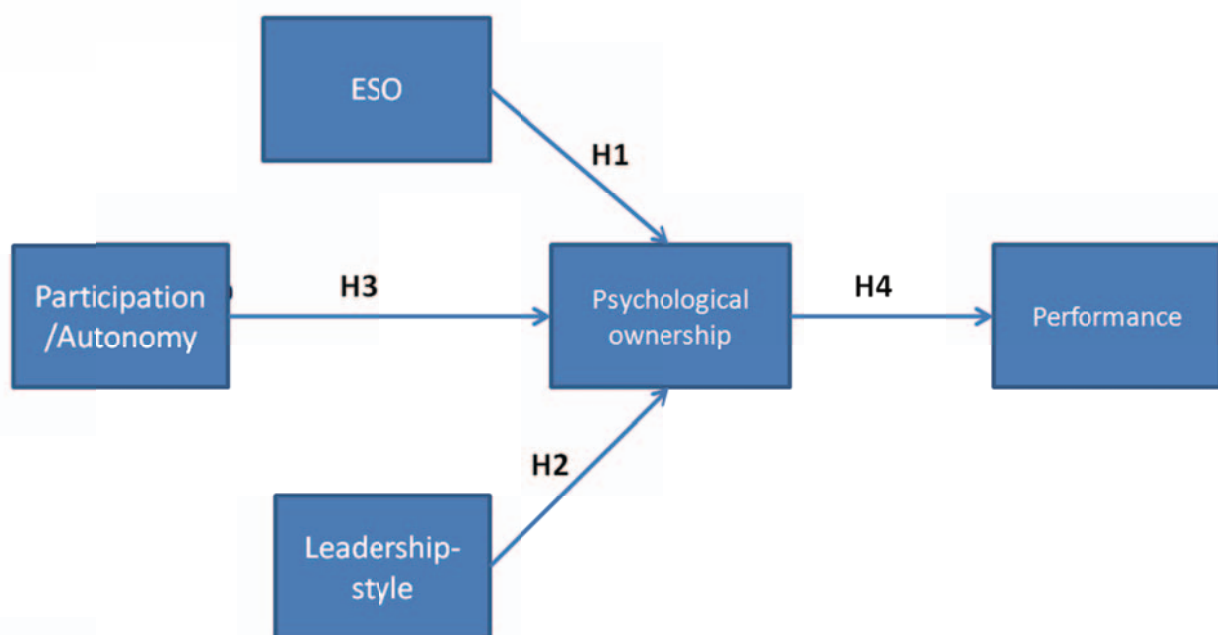 ESO
H1
Participation
/Autonomy
H3
Psychological
ownership
H4
Performance
H2
Leadership-
style